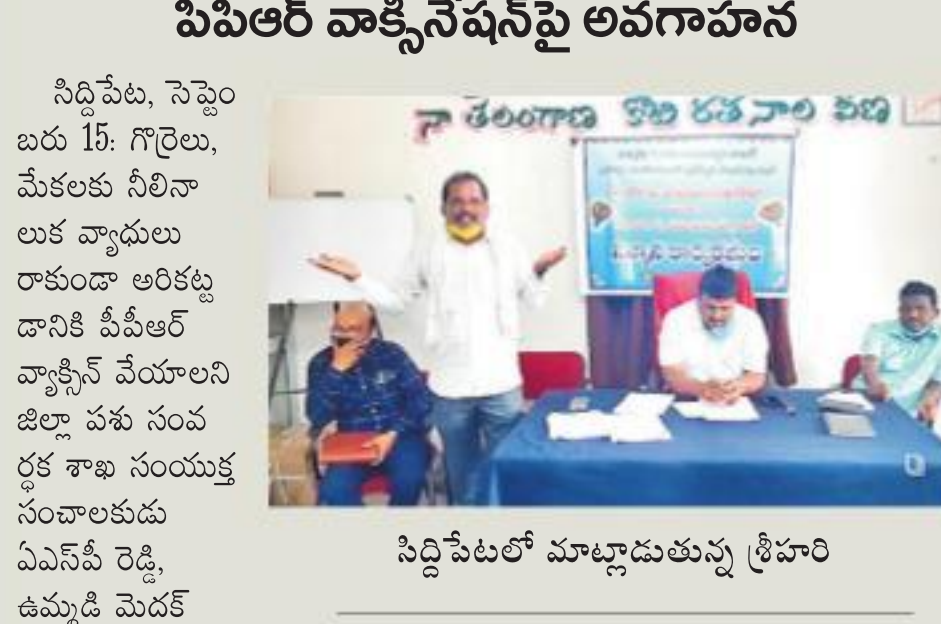 పీపీఆర్ వాక్సినేషన్‌పై అవగాహన
సిద్దిపేట, సెప్టెం
బరు 15: గొర్రెలు,
మేకలకు నీలినా
లుక వ్యాధులు
రాకుండా అరికట్ట
డానికి పీపీఆర్
వ్యాక్సిన్ వేయాలని
జిల్లా పశు సంవ
ర్ధక శాఖ సంయుక్త
సంచాలకుడు
ఏఎస్‌పీ రెడ్డి,
ఉమ్మడి మెదక్
నా తెలంగాణ కోటి రతనాల వీణ
సిద్దిపేటలో మాట్లాడుతున్న శ్రీహరి